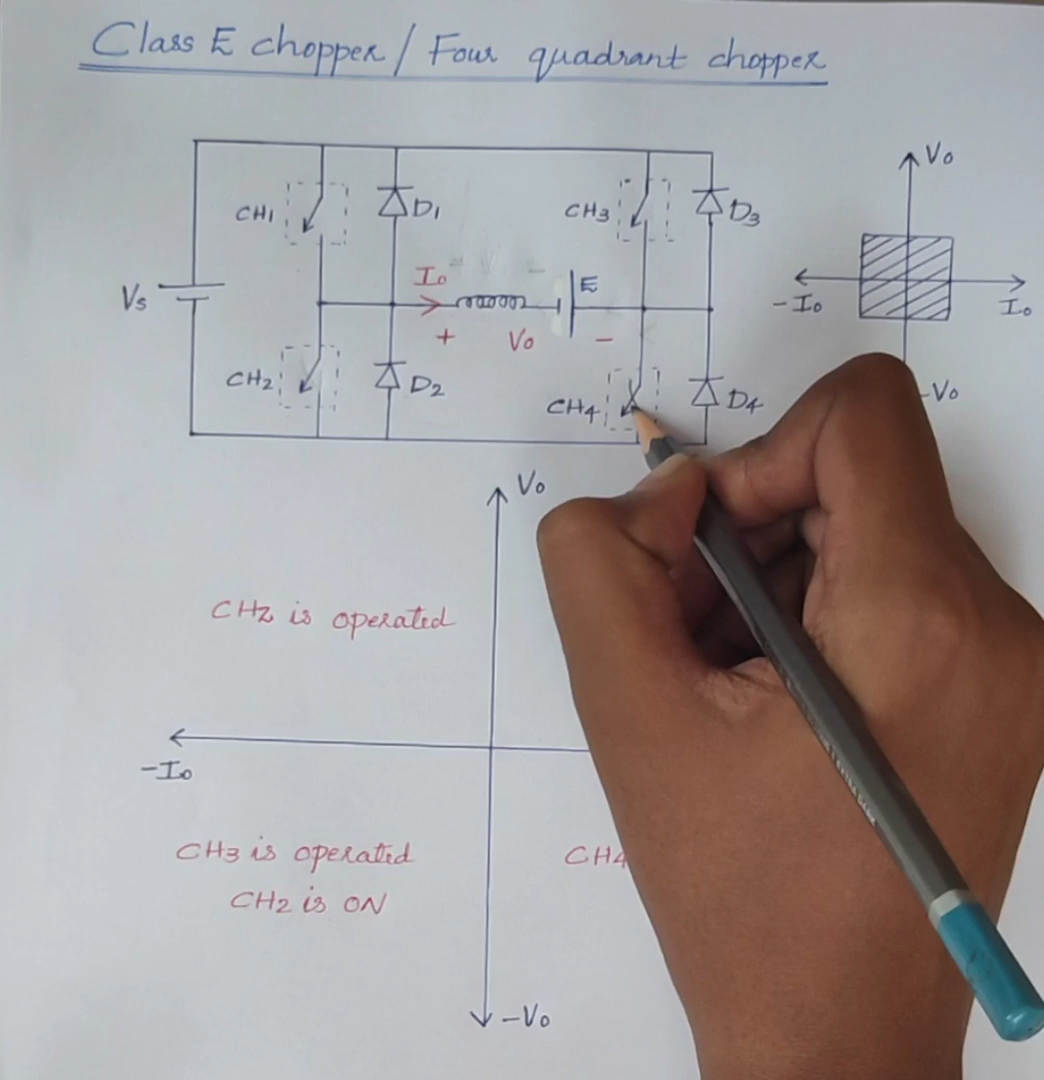 Class E chopper / Four quadrant chopper
Vo
CH1
D1
CH3
D3
Io
E
Vs
-Io
Io
+
Vo
-
CH2
D2
CH4
D4
-Vo
Vo
CH2 is operated
-Io
CH3 is operated
CH4
CH2 is ON
-Vo